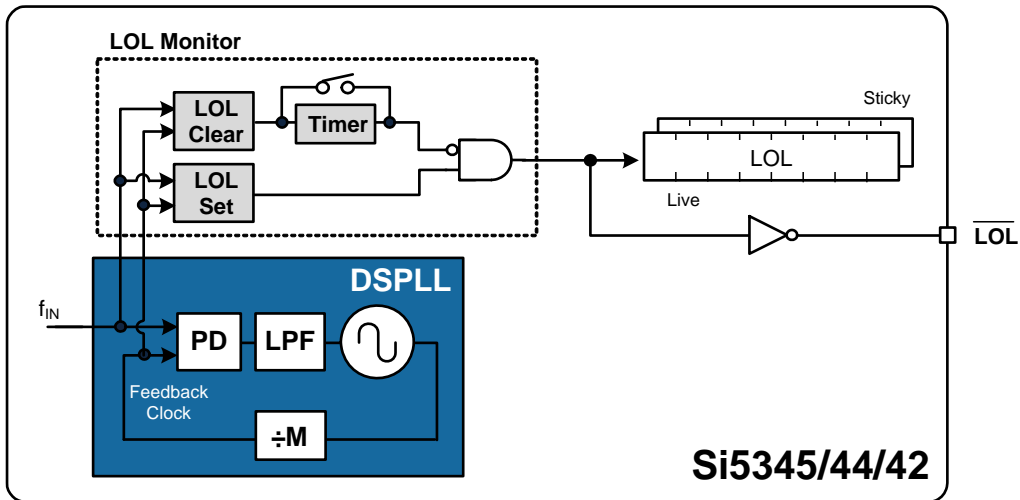 LOL Monitor
LOL
Clear
Timer
LOL
Set
Sticky
LOL
Live
LOL
DSPLL
fIN
PD
LPF
Feedback
Clock
÷M
Si5345/44/42